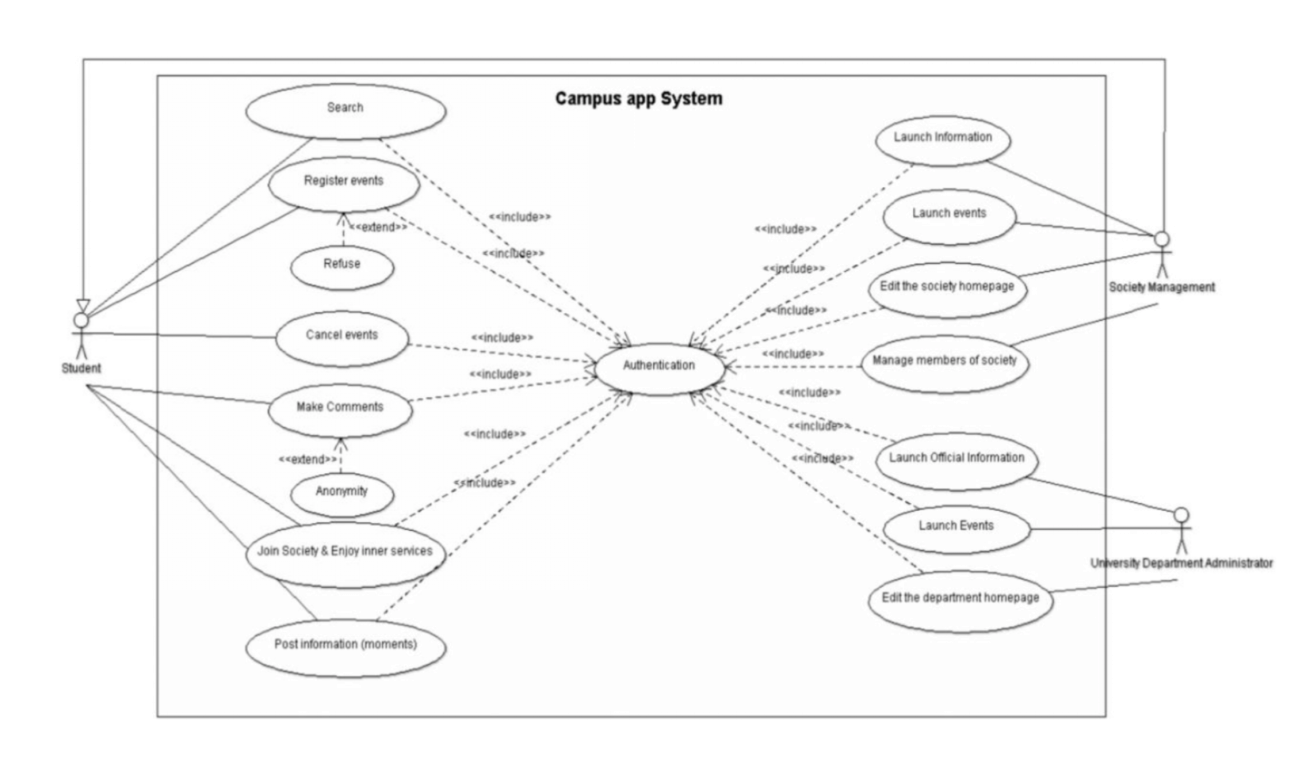 Campus app System
Search
Register events
<<extend>>
Refuse
Cancel events
Make Comments
<<extend>>
Anonymity
Join Society & Enjoy inner services
Post information (moments)
Student
<<include>>
<<include>>
<<include>>
<<include>>
<<include>>
<<include>>
Authentication
<<include>>
<<include>>
<<include>>
<<include>>
<<include>>
<<include>>
<<include>>
Launch Information
Launch events
Edit the society homepage
Manage members of society
Launch Official Information
Launch Events
Edit the department homepage
Society Management
University Department Administrator